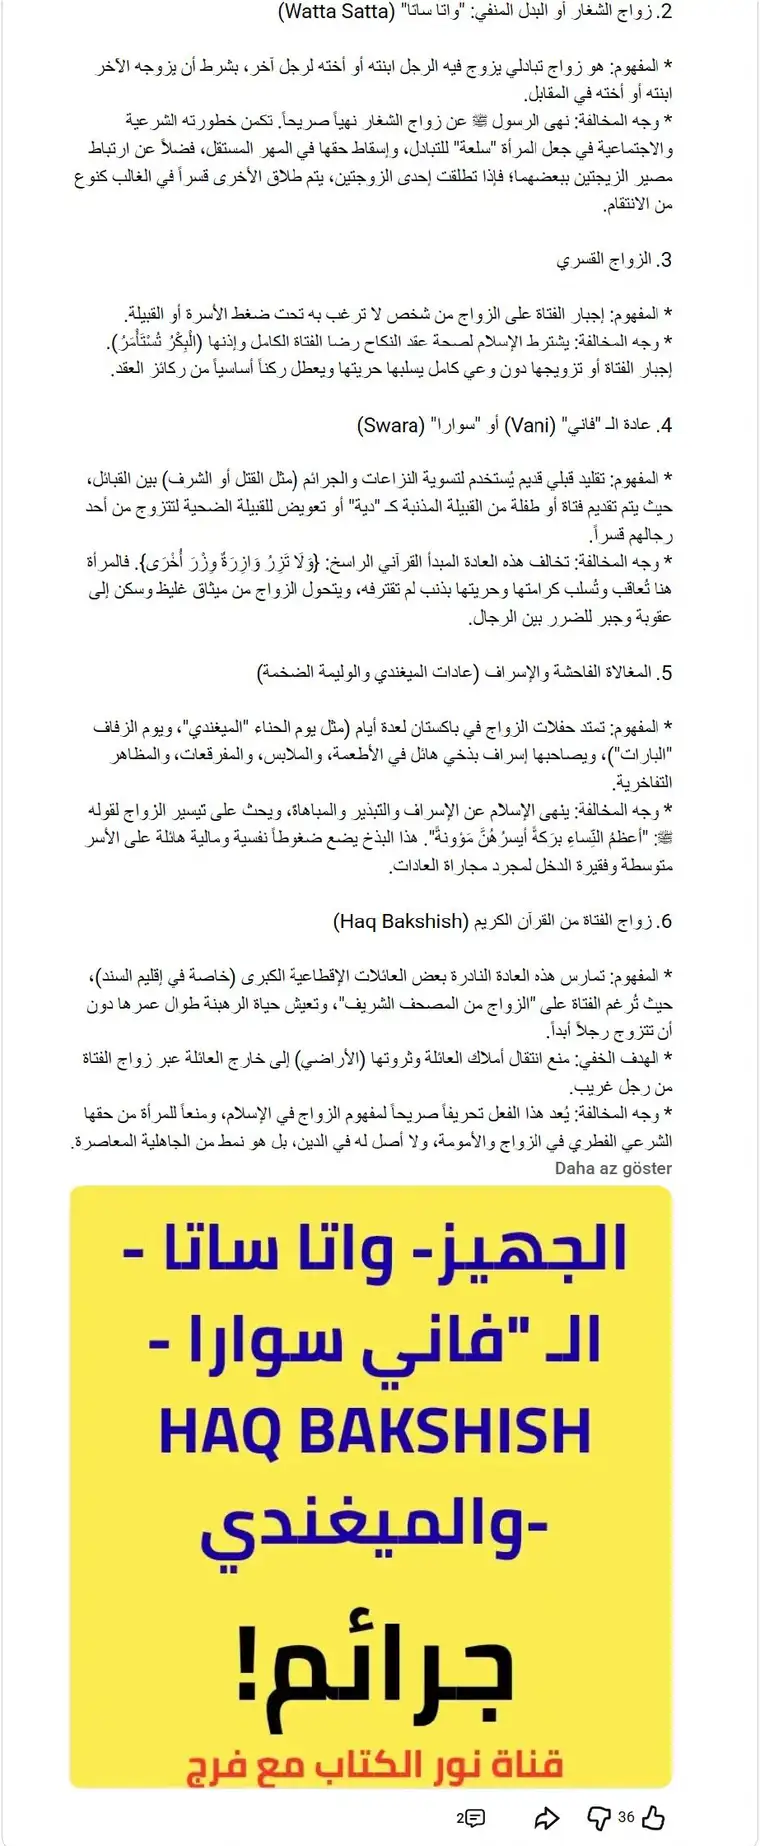 2. زواج الشغار أو البدل المنفي: "واتا ساتا" (Watta Satta)
* المفهوم: هو زواج تبادلي يزوج فيه الرجل ابنته أو أخته لرجل آخر، بشرط أن يزوجه الآخر
ابنته أو أخته في المقابل.
* وجه المخالفة: نهى الرسول ﷺ عن زواج الشغار نهياً صريحاً. تكمن خطورته الشرعية
والاجتماعية في جعل المرأة "سلعة" للتبادل، وإسقاط حقها في المهر المستقل، فضلاً عن ارتباط
مصير الزيجتين ببعضهما؛ فإذا تطلقت إحدى الزوجتين، يتم طلاق الأخرى قسراً في الغالب كنوع
من الانتقام.
3. الزواج القسري
* المفهوم: إجبار الفتاة على الزواج من شخص لا ترغب به تحت ضغط الأسرة أو القبيلة.
* وجه المخالفة: يشترط الإسلام لصحة عقد النكاح رضا الفتاة الكامل وإذنها (الْبِكْرُ تُسْتَأْمَرُ).
إجبار الفتاة أو تزويجها دون وعي كامل يسلبها حريتها ويعطل ركناً أساسياً من ركائز العقد.
4. عادة الـ "فاني" (Vani) أو "سوارا" (Swara)
* المفهوم: تقليد قبلي قديم يُستخدم لتسوية النزاعات والجرائم (مثل القتل أو الشرف) بين القبائل،
حيث يتم تقديم فتاة أو طفلة من القبيلة المذنبة كـ "دية" أو تعويض للقبيلة الضحية لتتزوج من أحد
رجالهم قسراً.
* وجه المخالفة: تخالف هذه العادة المبدأ القرآني الراسخ: {وَلَا تَزِرُ وَازِرَةٌ وِزْرَ أُخْرَى}. فالمرأة
هنا تُعاقب وتُسلب كرامتها وحريتها بذنب لم تقترفه، ويتحول الزواج من ميثاق غليظ وسكن إلى
عقوبة وجبر للضرر بين الرجال.
5. المغالاة الفاحشة والإسراف (عادات الميغندي والوليمة الضخمة)
* المفهوم: تمتد حفلات الزواج في باكستان لعدة أيام (مثل يوم الحناء "الميغندي"، ويوم الزفاف
"البارات")، ويصاحبها إسراف بذخي هائل في الأطعمة، والملابس، والمفرقعات، والمظاهر
التفاخرية.
* وجه المخالفة: ينهى الإسلام عن الإسراف والتبذير والمباهاة، ويحث على تيسير الزواج لقوله
ﷺ: "أعظمُ النِّساءِ بركةً أيسرُهُنَّ مَؤونةً". هذا البذخ يضع ضغوطاً نفسية ومالية هائلة على الأسر
متوسطة وفقيرة الدخل لمجرد مجاراة العادات.
6. زواج الفتاة من القرآن الكريم (Haq Bakshish)
* المفهوم: تمارس هذه العادة النادرة بعض العائلات الإقطاعية الكبرى (خاصة في إقليم السند)،
حيث تُرغم الفتاة على "الزواج من المصحف الشريف"، وتعيش حياة الرهبنة طوال عمرها دون
أن تتزوج رجلاً أبداً.
* الهدف الخفي: منع انتقال أملاك العائلة وثروتها (الأراضي) إلى خارج العائلة عبر زواج الفتاة
من رجل غريب.
* وجه المخالفة: يُعد هذا الفعل تحريفاً صريحاً لمفهوم الزواج في الإسلام، ومنعاً للمرأة من حقها
الشرعي الفطري في الزواج والأمومة، ولا أصل له في الدين، بل هو نمط من الجاهلية المعاصرة.
Daha az göster
الجهيز- واتا ساتا -
الـ "فاني سوارا -
HAQ BAKSHISH
-والميغندي
جرائم!
قناة نور الكتاب مع فرج
36
2